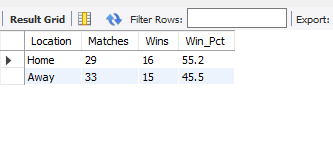 Result Grid Filter Rows: Export:
Location Matches Wins Win_Pct
Home 29 16 55.2
Away 33 15 45.5